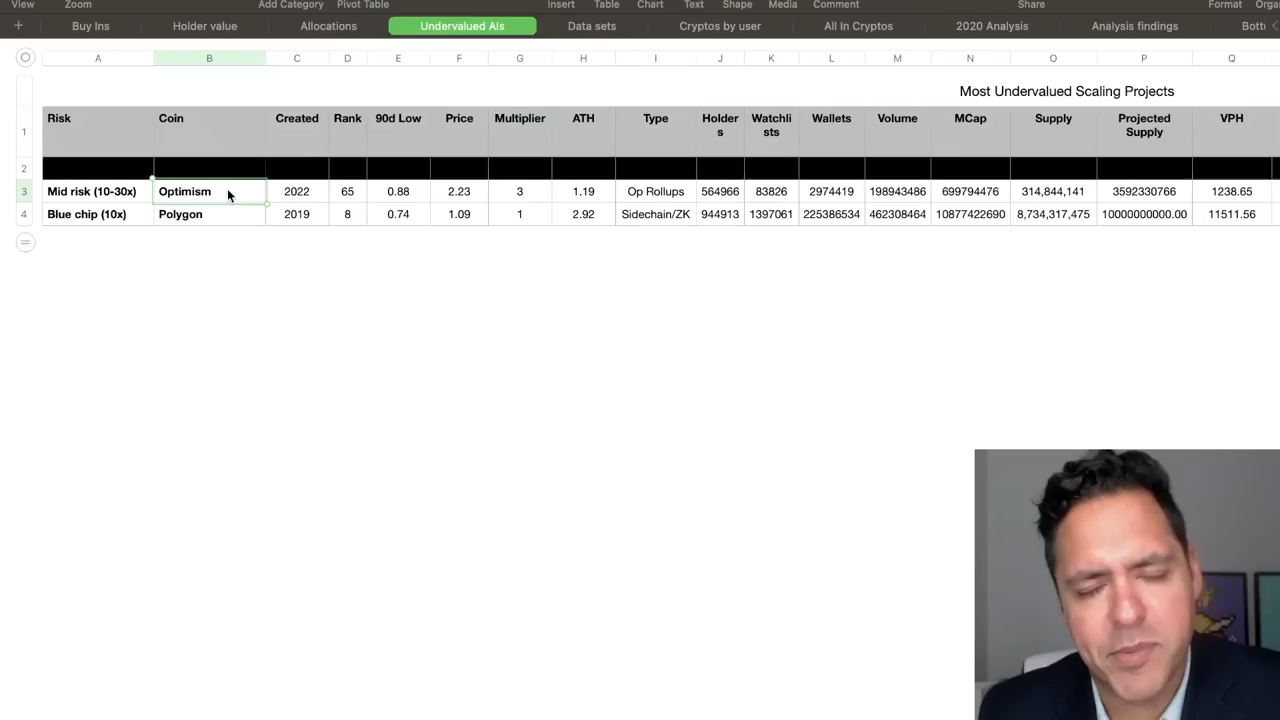 View Zoom Add Category Pivot Table Insert Table Chart Text Shape Media Comment Share Format
+ Buy Ins Holder value Allocations Undervalued AIs Data sets Cryptos by user All In Cryptos 2020 Analysis Analysis findings
A B C D E F G H I J K L M N O P Q
Most Undervalued Scaling Projects
1 Risk Coin Created Rank 90d Low Price Multiplier ATH Type Holders Watchlists Wallets Volume MCap Supply Projected Supply VPH
2
3 Mid risk (10-30x) Optimism 2022 65 0.88 2.23 3 1.19 Op Rollups 564966 83826 2974419 198943486 699794476 314,844,141 3592330766 1238.65
4 Blue chip (10x) Polygon 2019 8 0.74 1.09 1 2.92 Sidechain/ZK 944913 1397061 225386534 462308464 10877422690 8,734,317,475 10000000000.00 11511.56